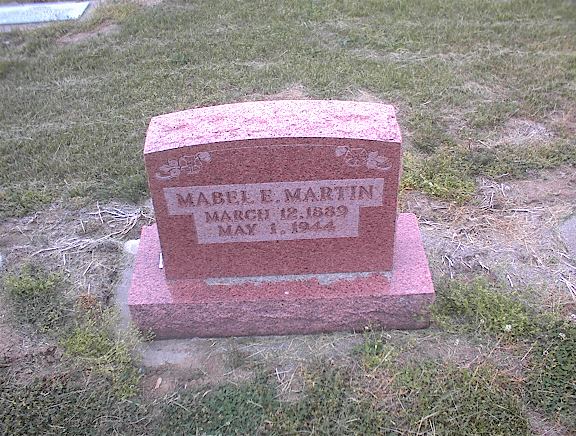 MABEL E. MARTIN
MARCH 12, 1889
MAY 1, 1944